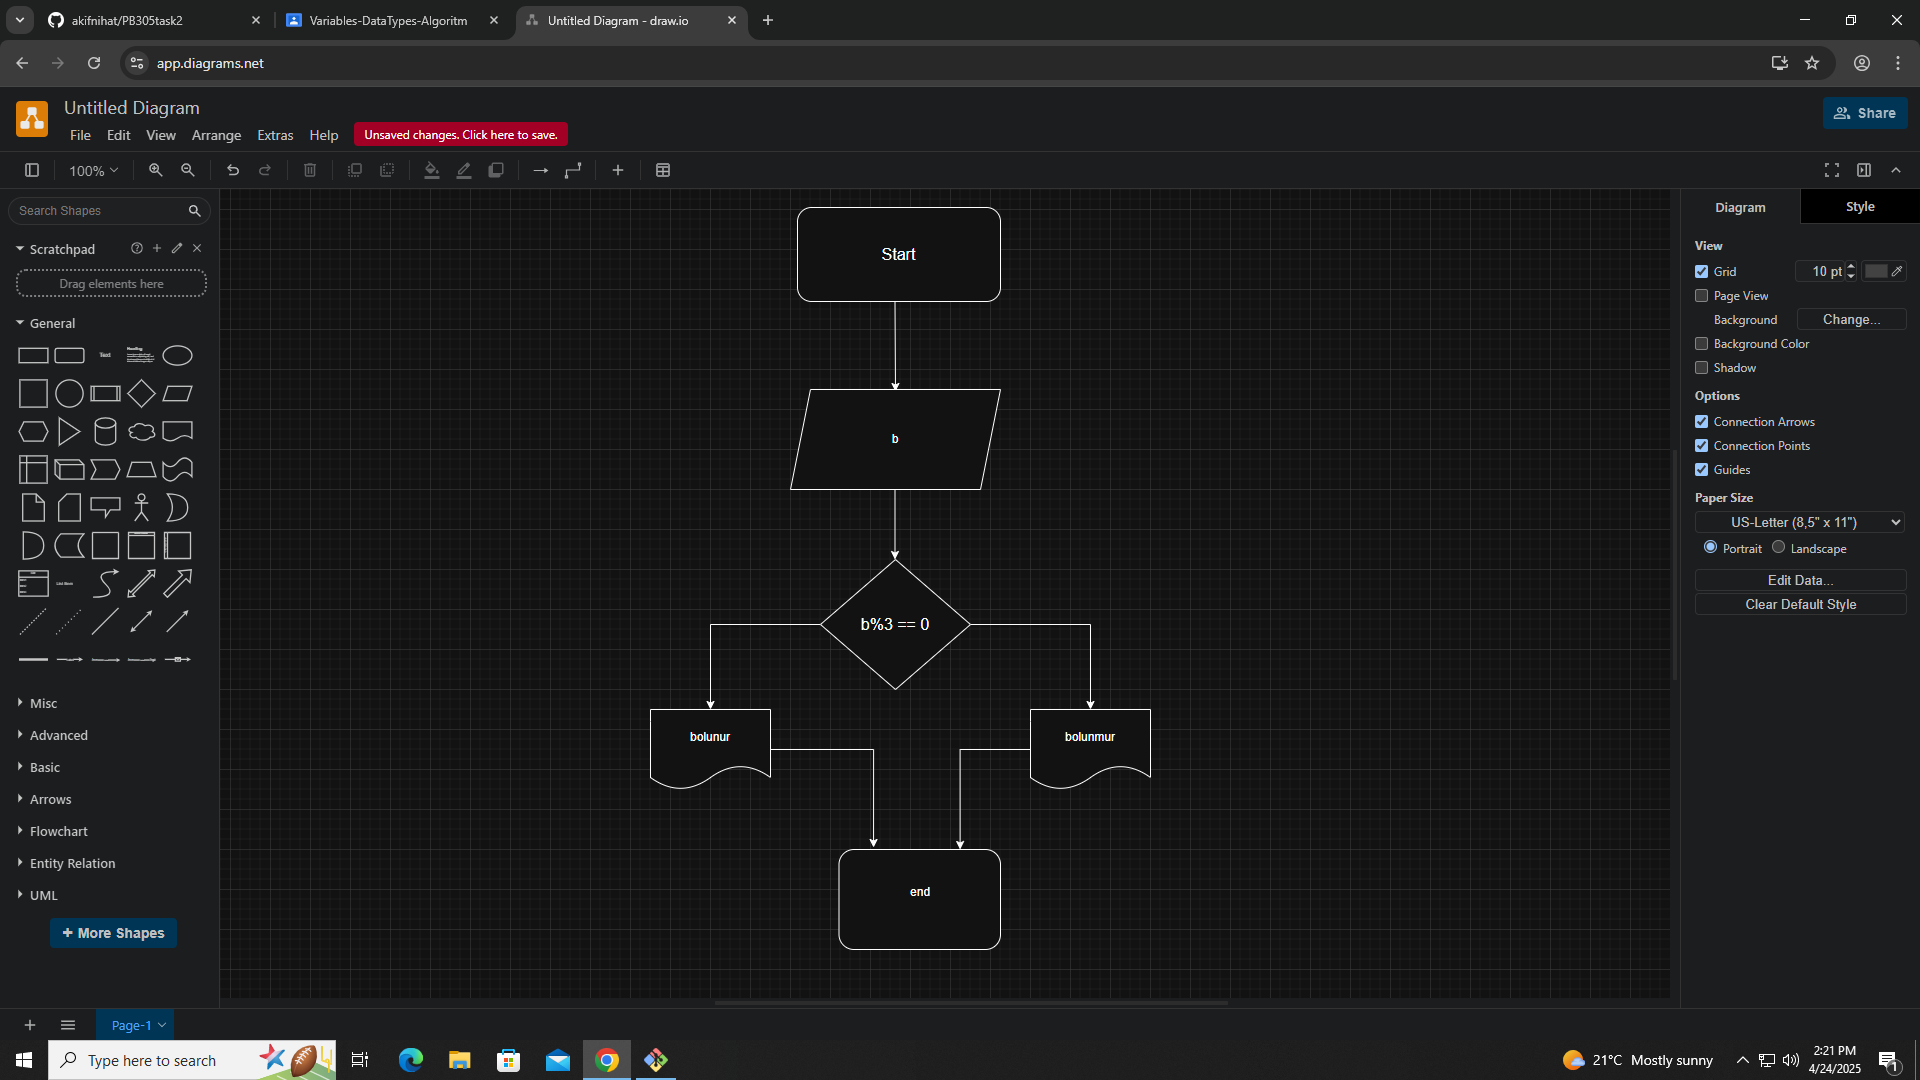 akifnihat/PB305task2
Variables-DataTypes-Algoritm
Untitled Diagram - draw.io
app.diagrams.net
Untitled Diagram
File Edit View Arrange Extras Help
Unsaved changes. Click here to save.
Share
100%
Search Shapes
Scratchpad
Drag elements here
General
Text
Heading
List Item
Misc
Advanced
Basic
Arrows
Flowchart
Entity Relation
UML
+ More Shapes
Start
b
b%3 == 0
bolunur
bolunmur
end
Diagram
Style
View
Grid
10 pt
Page View
Background
Change...
Background Color
Shadow
Options
Connection Arrows
Connection Points
Guides
Paper Size
US-Letter (8,5" x 11")
Portrait
Landscape
Edit Data...
Clear Default Style
Page-1
Type here to search
21°C Mostly sunny
2:21 PM
4/24/2025
1